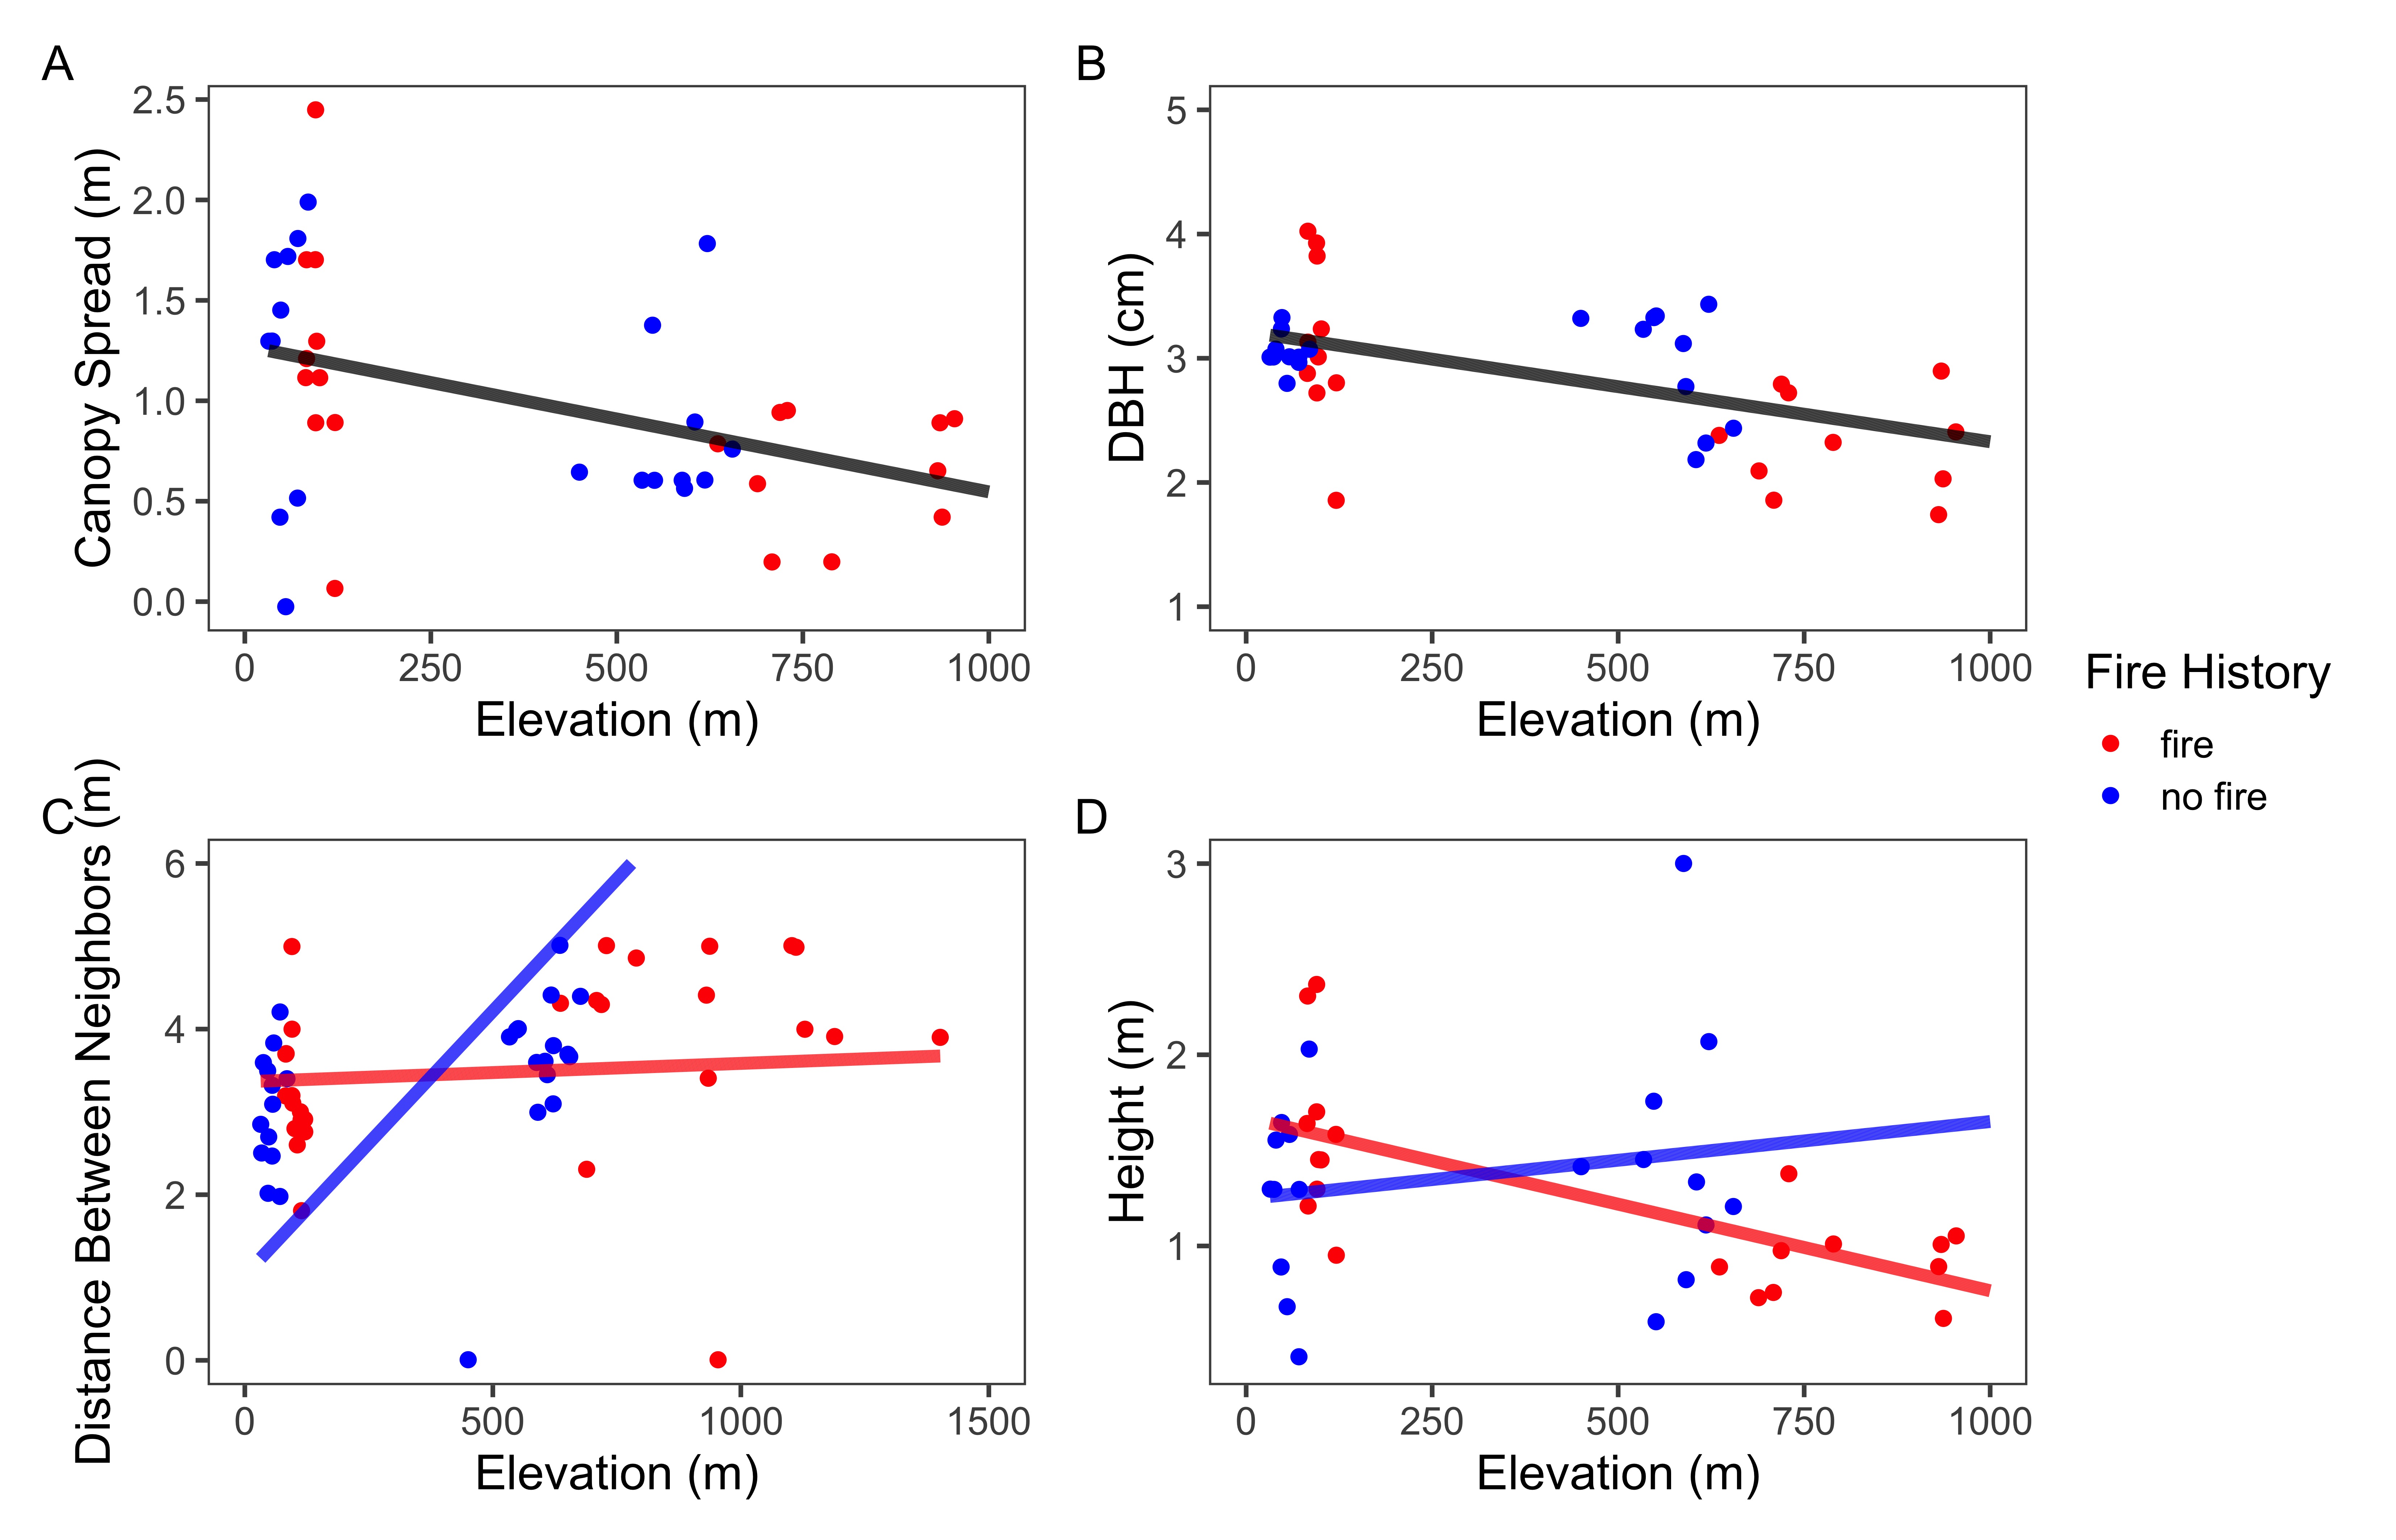 A
Canopy Spread (m)
2.5
2.0
1.5
1.0
0.5
0.0
0 250 500 750 1000
Elevation (m)
B
DBH (cm)
5
4
3
2
1
0 250 500 750 1000
Elevation (m)
Fire History
fire
no fire
C
Distance Between Neighbors (m)
6
4
2
0
0 500 1000 1500
Elevation (m)
D
Height (m)
3
2
1
0 250 500 750 1000
Elevation (m)